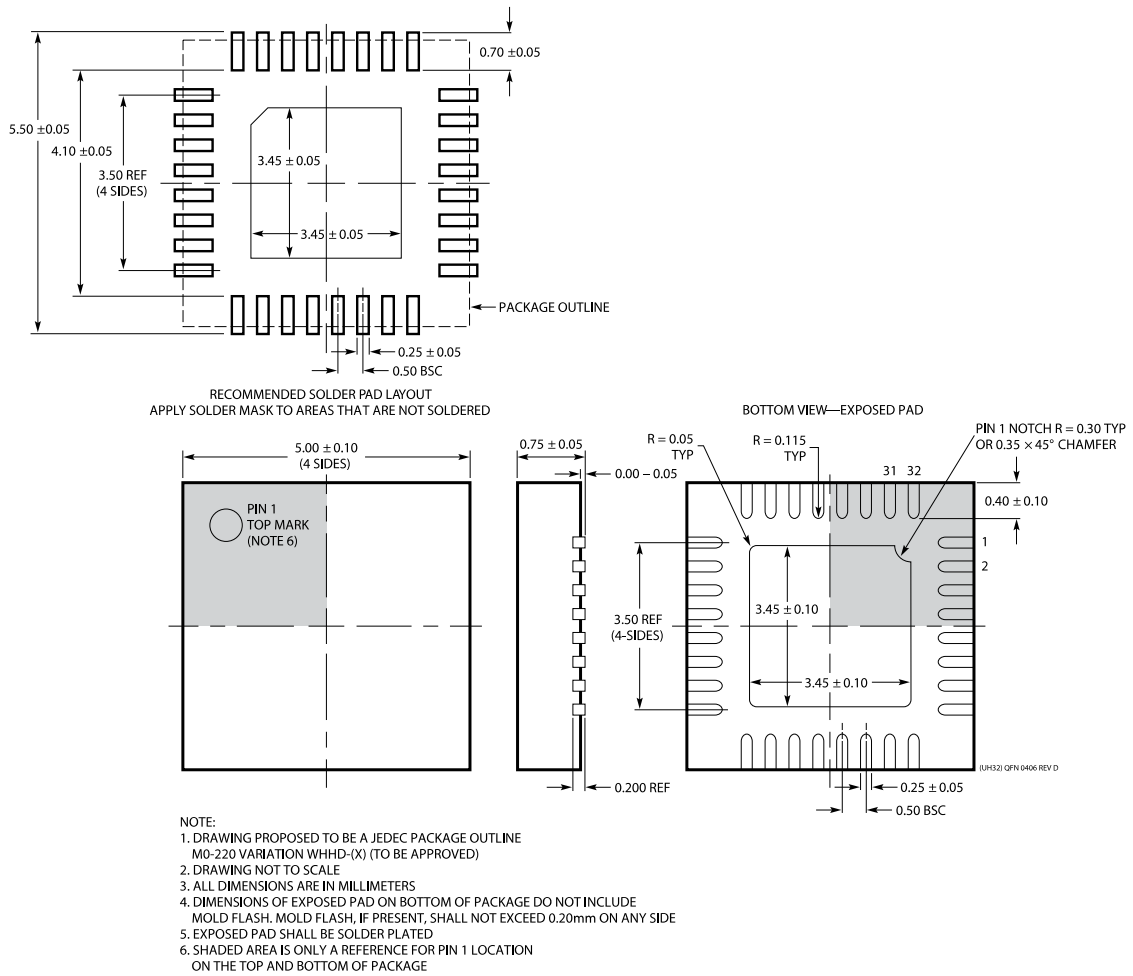 0.70 ±0.05
5.50 ±0.05
4.10 ±0.05
3.50 REF
(4 SIDES)
3.45 ± 0.05
3.45 ± 0.05
PACKAGE OUTLINE
0.25 ± 0.05
0.50 BSC
RECOMMENDED SOLDER PAD LAYOUT
APPLY SOLDER MASK TO AREAS THAT ARE NOT SOLDERED
5.00 ± 0.10
(4 SIDES)
PIN 1
TOP MARK
(NOTE 6)
0.75 ± 0.05
0.00 – 0.05
0.200 REF
BOTTOM VIEW—EXPOSED PAD
R = 0.05
TYP
R = 0.115
TYP
PIN 1 NOTCH R = 0.30 TYP
OR 0.35 × 45° CHAMFER
31 32
0.40 ± 0.10
1
2
3.50 REF
(4-SIDES)
3.45 ± 0.10
3.45 ± 0.10
(UH32) QFN 0406 REV D
0.25 ± 0.05
0.50 BSC
NOTE:
1. DRAWING PROPOSED TO BE A JEDEC PACKAGE OUTLINE
M0-220 VARIATION WHHD-(X) (TO BE APPROVED)
2. DRAWING NOT TO SCALE
3. ALL DIMENSIONS ARE IN MILLIMETERS
4. DIMENSIONS OF EXPOSED PAD ON BOTTOM OF PACKAGE DO NOT INCLUDE
MOLD FLASH. MOLD FLASH, IF PRESENT, SHALL NOT EXCEED 0.20mm ON ANY SIDE
5. EXPOSED PAD SHALL BE SOLDER PLATED
6. SHADED AREA IS ONLY A REFERENCE FOR PIN 1 LOCATION
ON THE TOP AND BOTTOM OF PACKAGE